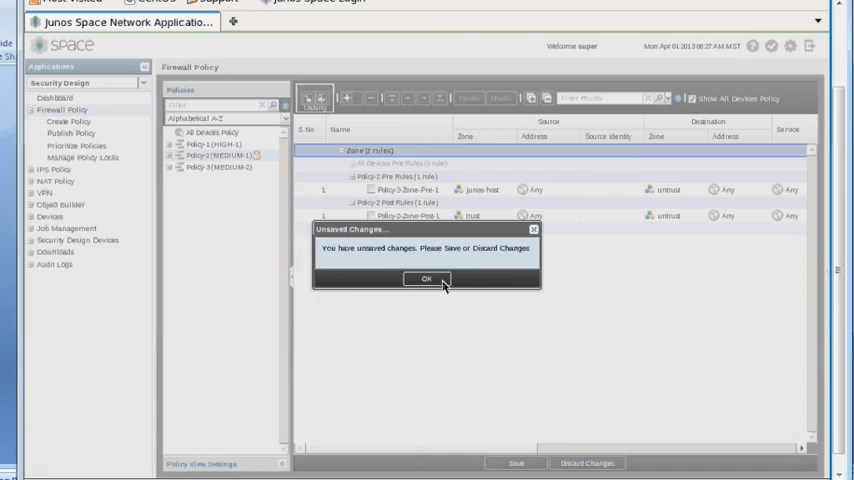 Most Visited CentOS Support Junos Space Login
Junos Space Network Applicatio...
ide
e Sh
space
Welcome super
Mon Apr 01 2013 08:27 AM MST
Applications
Firewall Policy
Security Design
Dashboard
Firewall Policy
Create Policy
Publish Policy
Prioritize Policies
Manage Policy Locks
IPS Policy
NAT Policy
VPN
Object Builder
Devices
Job Management
Security Design Devices
Downloads
Audit Logs
Policies
Filter
Alphabetical A-Z
All Devices Policy
Policy-1 (HIGH-1)
Policy-2 (MEDIUM-1)
Policy-3 (MEDIUM-2)
Policy View Settings
Locking
Show All Devices Policy
Source
Destination
S.No.
Name
Zone
Address
Source Identity
Zone
Address
Service
Zone (2 rules)
All Devices Pre Rules (0 rule)
Policy-2 Pre Rules (1 rule)
1 Policy-2-Zone-Pre-1 junos-host Any untrust Any Any
Policy-2 Post Rules (1 rule)
1 Policy-2-Zone-Post-1 trust Any untrust Any Any
Unsaved Changes...
You have unsaved changes. Please Save or Discard Changes
OK
Save
Discard Changes